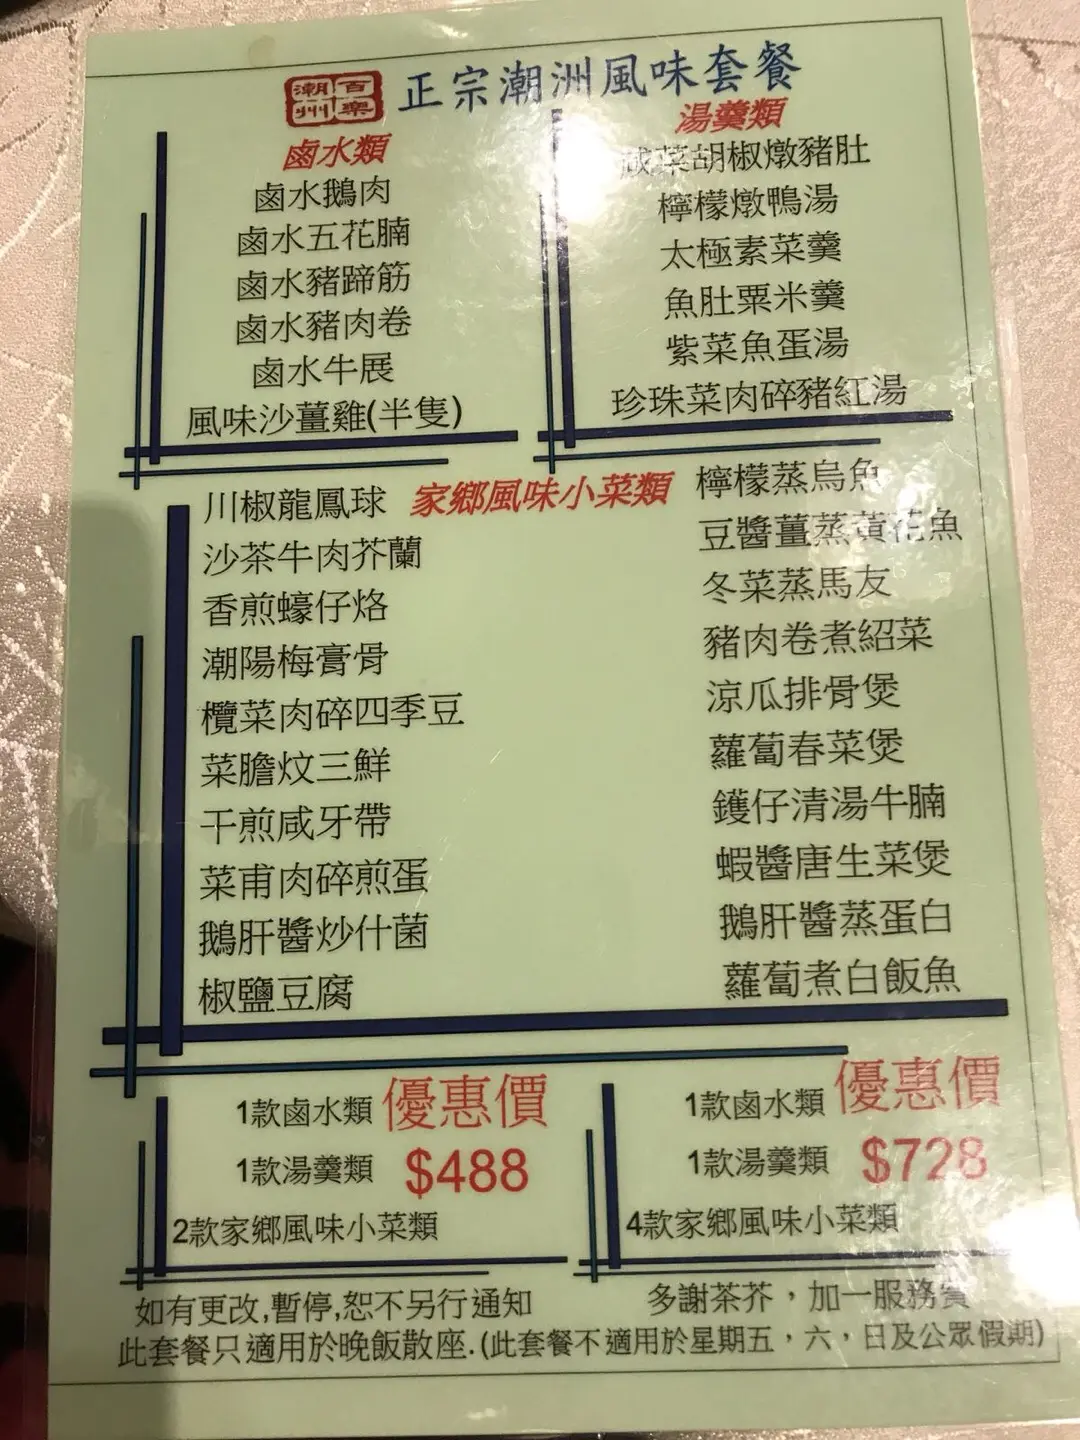 百樂潮州
正宗潮洲風味套餐
鹵水類
鹵水鵝肉
鹵水五花腩
鹵水豬蹄筋
鹵水豬肉卷
鹵水牛展
風味沙薑雞(半隻)
湯羹類
咸菜胡椒燉豬肚
檸檬燉鴨湯
太極素菜羹
魚肚粟米羹
紫菜魚蛋湯
珍珠菜肉碎豬紅湯
家鄉風味小菜類
川椒龍鳳球
沙茶牛肉芥蘭
香煎蠔仔烙
潮陽梅膏骨
欖菜肉碎四季豆
菜膽炆三鮮
干煎咸牙帶
菜甫肉碎煎蛋
鵝肝醬炒什菌
椒鹽豆腐
檸檬蒸烏魚
豆醬薑蒸黃花魚
冬菜蒸馬友
豬肉卷煮紹菜
涼瓜排骨煲
蘿蔔春菜煲
鑊仔清湯牛腩
蝦醬唐生菜煲
鵝肝醬蒸蛋白
蘿蔔煮白飯魚
1款鹵水類 優惠價
1款湯羹類 $488
2款家鄉風味小菜類
1款鹵水類 優惠價
1款湯羹類 $728
4款家鄉風味小菜類
如有更改,暫停,恕不另行通知
多謝茶芥，加一服務費
此套餐只適用於晚飯散座.(此套餐不適用於星期五，六，日及公眾假期)